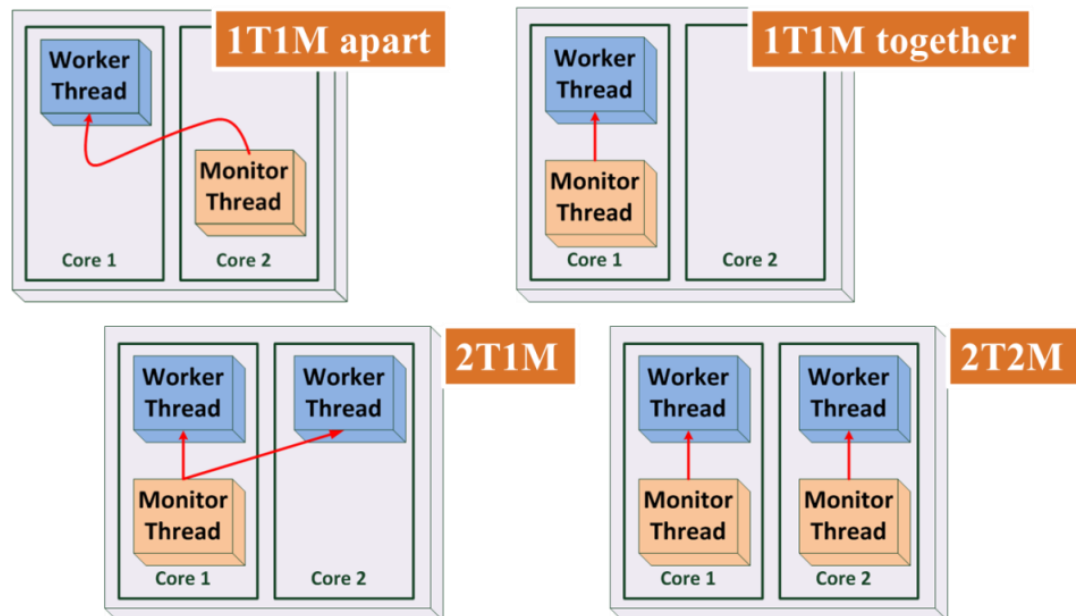 1T1M apart
Worker
Thread
Monitor
Thread
Core 1
Core 2
1T1M together
Worker
Thread
Monitor
Thread
Core 1
Core 2
2T1M
Worker
Thread
Worker
Thread
Monitor
Thread
Core 1
Core 2
2T2M
Worker
Thread
Worker
Thread
Monitor
Thread
Monitor
Thread
Core 1
Core 2